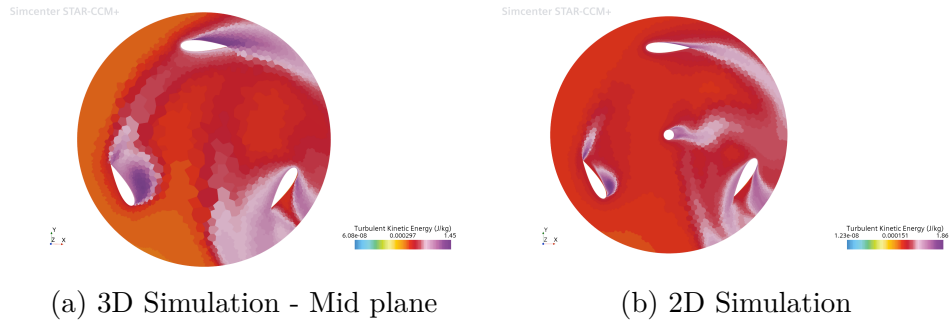 Simcenter STAR-CCM+
Simcenter STAR-CCM+
Y
Z X
Turbulent Kinetic Energy (J/kg)
6.08e-08 0.000297 1.45
Y
Z X
Turbulent Kinetic Energy (J/kg)
1.23e-08 0.000151 1.86
(a) 3D Simulation - Mid plane
(b) 2D Simulation